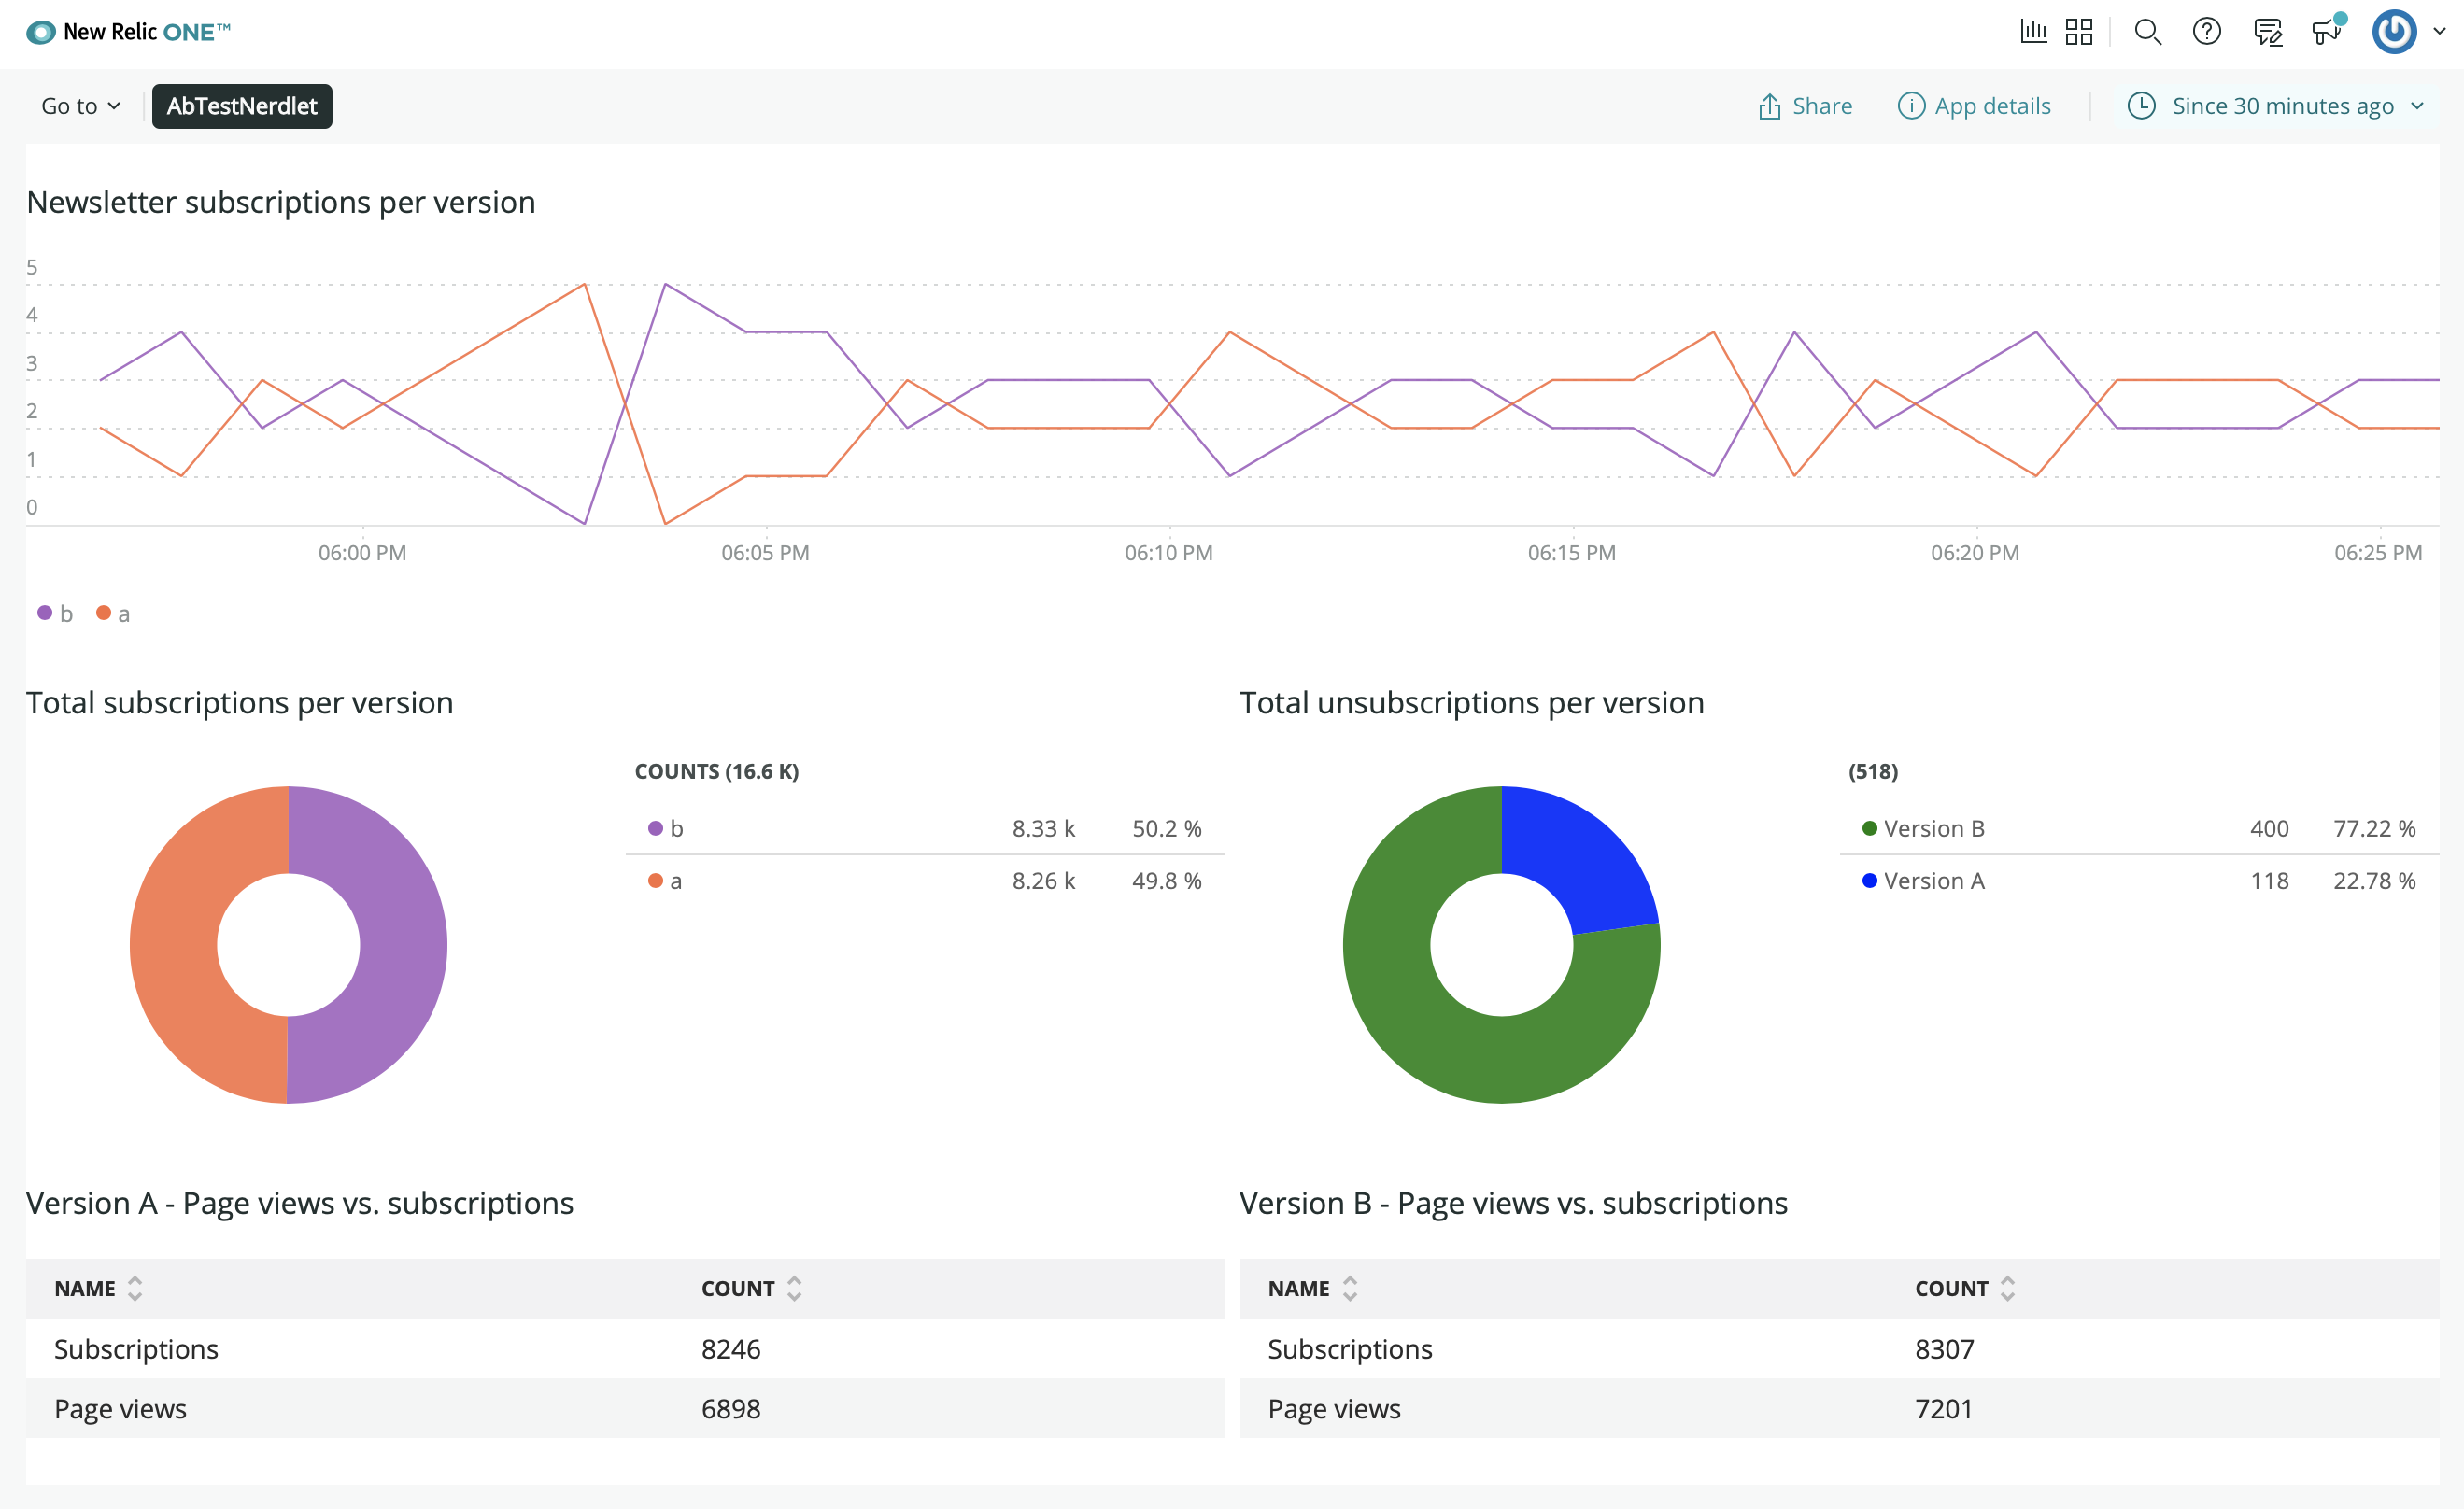 New Relic ONE™
Go to AbTestNerdlet Share App details Since 30 minutes ago
Newsletter subscriptions per version
5
4
3
2
1
0
06:00 PM 06:05 PM 06:10 PM 06:15 PM 06:20 PM 06:25 PM
b a
Total subscriptions per version
COUNTS (16.6 K)
b 8.33 k 50.2 %
a 8.26 k 49.8 %
Total unsubscriptions per version
(518)
Version B 400 77.22 %
Version A 118 22.78 %
Version A - Page views vs. subscriptions
NAME COUNT
Subscriptions 8246
Page views 6898
Version B - Page views vs. subscriptions
NAME COUNT
Subscriptions 8307
Page views 7201